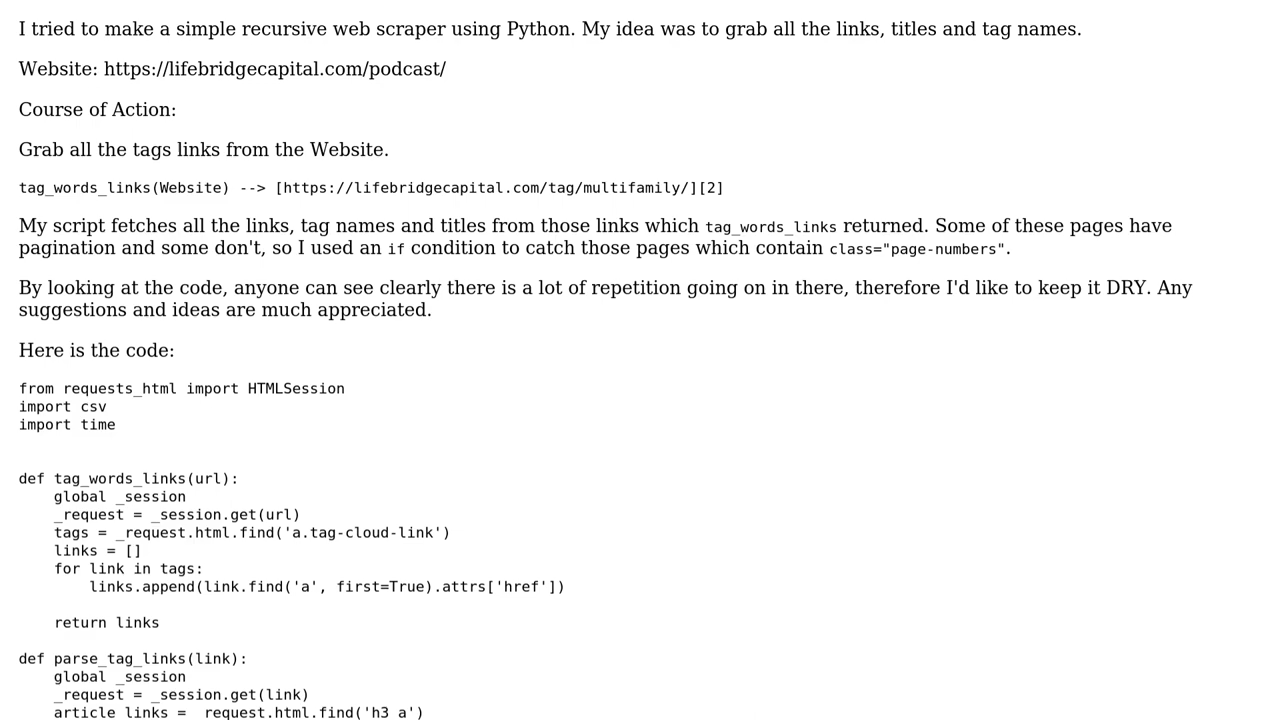 I tried to make a simple recursive web scraper using Python. My idea was to grab all the links, titles and tag names.
Website: https://lifebridgecapital.com/podcast/
Course of Action:
Grab all the tags links from the Website.
tag_words_links(Website) --> [https://lifebridgecapital.com/tag/multifamily/][2]
My script fetches all the links, tag names and titles from those links which tag_words_links returned. Some of these pages have
pagination and some don't, so I used an if condition to catch those pages which contain class="page-numbers".
By looking at the code, anyone can see clearly there is a lot of repetition going on in there, therefore I'd like to keep it DRY. Any
suggestions and ideas are much appreciated.
Here is the code:
from requests_html import HTMLSession
import csv
import time
def tag_words_links(url):
    global _session
    _request = _session.get(url)
    tags = _request.html.find('a.tag-cloud-link')
    links = []
    for link in tags:
        links.append(link.find('a', first=True).attrs['href'])
    return links
def parse_tag_links(link):
    global _session
    _request = _session.get(link)
    article_links = _request.html.find('h3 a')